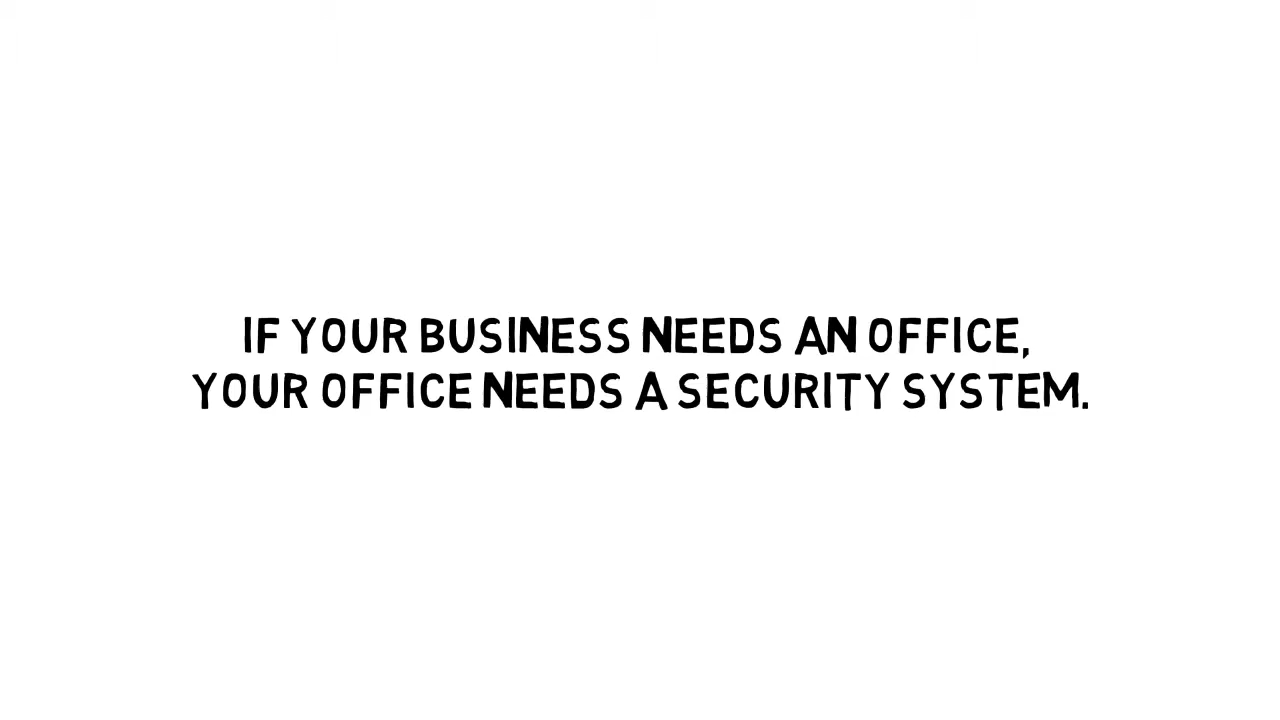 IF YOUR BUSINESS NEEDS AN OFFICE,
YOUR OFFICE NEEDS A SECURITY SYSTEM.